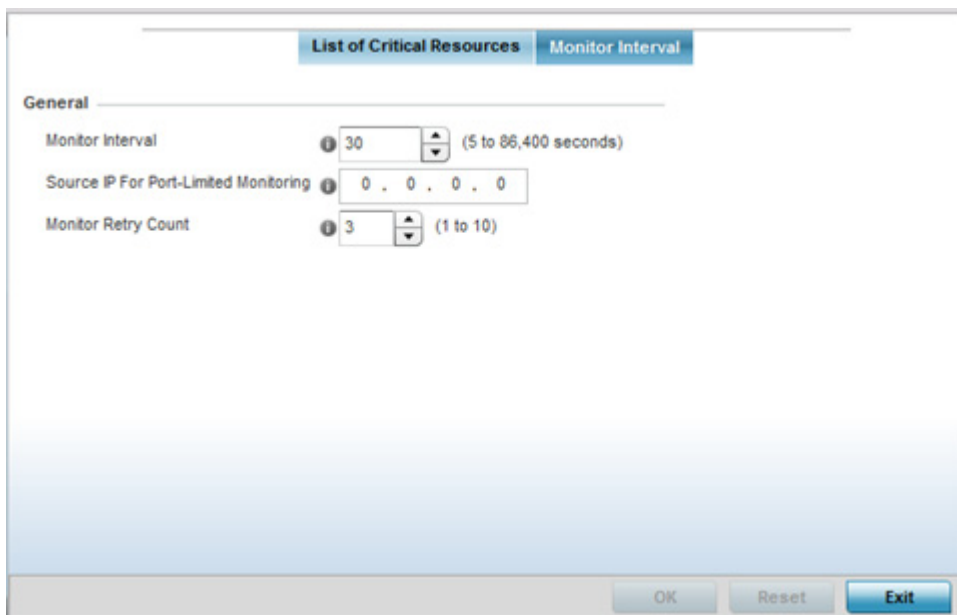 List of Critical Resources Monitor Interval
General
Monitor Interval 30 (5 to 86,400 seconds)
Source IP For Port-Limited Monitoring 0 . 0 . 0 . 0
Monitor Retry Count 3 (1 to 10)
OK Reset Exit